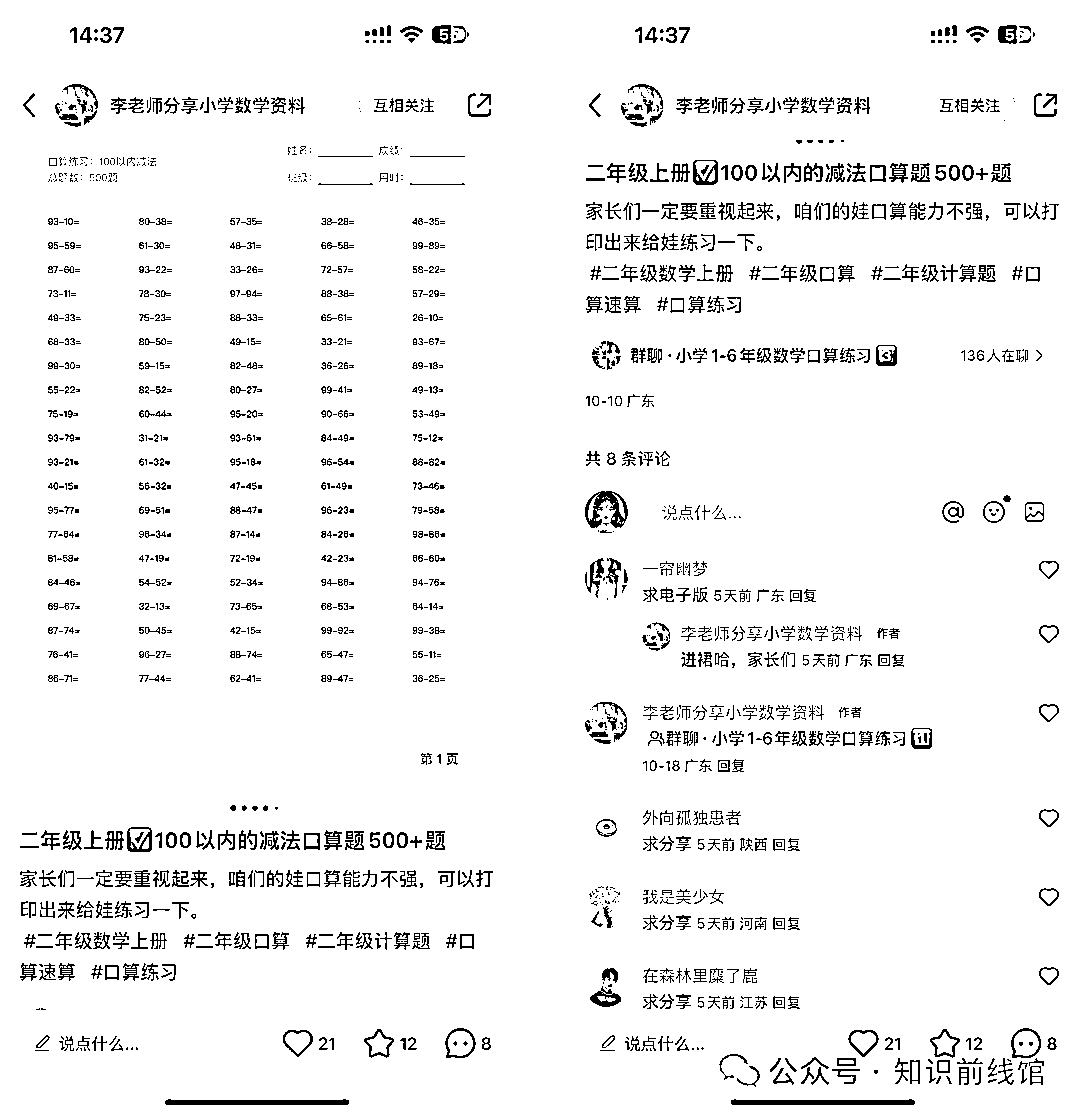 14:37
李老师分享小学数学资料 互相关注
口算练习：100以内减法
姓名： 成绩：
总题数：500题
班级： 用时：
93-10= 80-38= 57-35= 38-28= 46-35=
95-59= 61-30= 48-31= 66-58= 99-89=
87-60= 93-22= 33-26= 72-57= 58-22=
73-11= 78-30= 97-94= 88-38= 57-29=
49-33= 75-23= 88-33= 65-61= 26-10=
68-33= 80-50= 49-15= 33-21= 93-67=
99-30= 59-15= 82-48= 36-26= 89-18=
55-22= 82-52= 80-27= 99-41= 49-13=
75-19= 60-44= 95-20= 90-66= 53-49=
93-79= 31-21= 93-61= 84-49= 75-12=
93-21= 61-32= 95-18= 96-54= 88-82=
40-15= 56-32= 47-45= 61-49= 73-46=
95-77= 69-51= 88-47= 96-23= 79-58=
77-64= 98-34= 87-14= 84-26= 98-86=
81-58= 47-19= 72-19= 42-23= 86-60=
64-46= 54-52= 52-34= 94-86= 94-76=
69-67= 32-13= 73-65= 66-53= 64-14=
87-74= 50-45= 42-15= 99-92= 99-38=
76-41= 96-27= 88-74= 65-47= 55-11=
86-71= 77-44= 62-41= 89-47= 36-25=
第 1 页
二年级上册✅100以内的减法口算题500+题
家长们一定要重视起来，咱们的娃口算能力不强，可以打
印出来给娃练习一下。
#二年级数学上册 #二年级口算 #二年级计算题 #口
算速算 #口算练习
说点什么... 21 12 8
14:37
李老师分享小学数学资料 互相关注
二年级上册✅100以内的减法口算题500+题
家长们一定要重视起来，咱们的娃口算能力不强，可以打
印出来给娃练习一下。
#二年级数学上册 #二年级口算 #二年级计算题 #口
算速算 #口算练习
群聊·小学1-6年级数学口算练习3 136人在聊
10-10 广东
共 8 条评论
说点什么...
一帘幽梦
求电子版 5天前 广东 回复
李老师分享小学数学资料 作者
进裙哈，家长们 5天前 广东 回复
李老师分享小学数学资料 作者
群聊·小学1-6年级数学口算练习
10-18 广东 回复
外向孤独患者
求分享 5天前 陕西 回复
我是美少女
求分享 5天前 河南 回复
在森林里麋了鹿
求分享 5天前 江苏 回复
说点什么... 21 12 8
公众号·知识前线馆